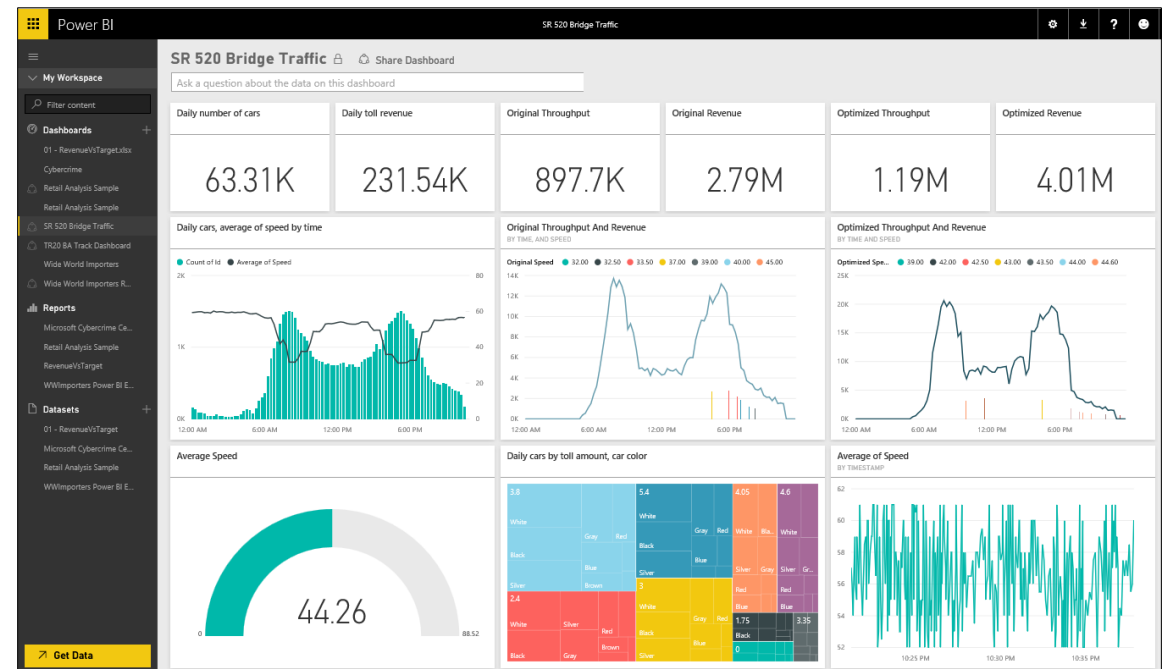 Power BI
SR 520 Bridge Traffic
?
My Workspace
Filter content
Dashboards +
01 - RevenueVsTarget.xlsx
Cybercrime
Retail Analysis Sample
Retail Analysis Sample
SR 520 Bridge Traffic
TR20 BA Track Dashboard
Wide World Importers
Wide World Importers R...
Reports
Microsoft Cybercrime Ce...
Retail Analysis Sample
RevenueVsTarget
WWImporters Power BI E...
Datasets +
01 - RevenueVsTarget
Microsoft Cybercrime Ce...
Retail Analysis Sample
WWImporters Power BI E...
Get Data
SR 520 Bridge Traffic Share Dashboard
Ask a question about the data on this dashboard
Daily number of cars
63.31K
Daily toll revenue
231.54K
Original Throughput
897.7K
Original Revenue
2.79M
Optimized Throughput
1.19M
Optimized Revenue
4.01M
Daily cars, average of speed by time
Count of Id Average of Speed
2K 80
60
1K 40
20
0K 0
12:00 AM 6:00 AM 12:00 PM 6:00 PM
Original Throughput And Revenue
BY TIME, AND SPEED
Original Speed 32.00 32.50 33.50 37.00 39.00 40.00 45.00
14K
12K
10K
8K
6K
4K
2K
0K
12:00 AM 6:00 AM 12:00 PM 6:00 PM
Optimized Throughput And Revenue
BY TIME AND SPEED
Optimized Spe... 39.00 42.00 42.50 43.00 43.50 44.00 44.60
25K
20K
15K
10K
5K
0K
12:00 AM 6:00 AM 12:00 PM 6:00 PM
Average Speed
44.26
0 88.52
Daily cars by toll amount, car color
3.8
White
Gray Red
Black
Blue
Silver Brown
2.4
White Silver
Red
Brown
Black Gray
5.4
White
Gray Red
Black
Blue
Silver
3
White
Gray Red
Black
Blue
Silver
4.05
White Bla...
Silver Gray
Red
Blue
4.6
White
Silver Gr...
Red
Blue
1.75
Black
3.35
0
Average of Speed
BY TIMESTAMP
62
60
58
56
54
52
10:25 PM 10:30 PM 10:35 PM